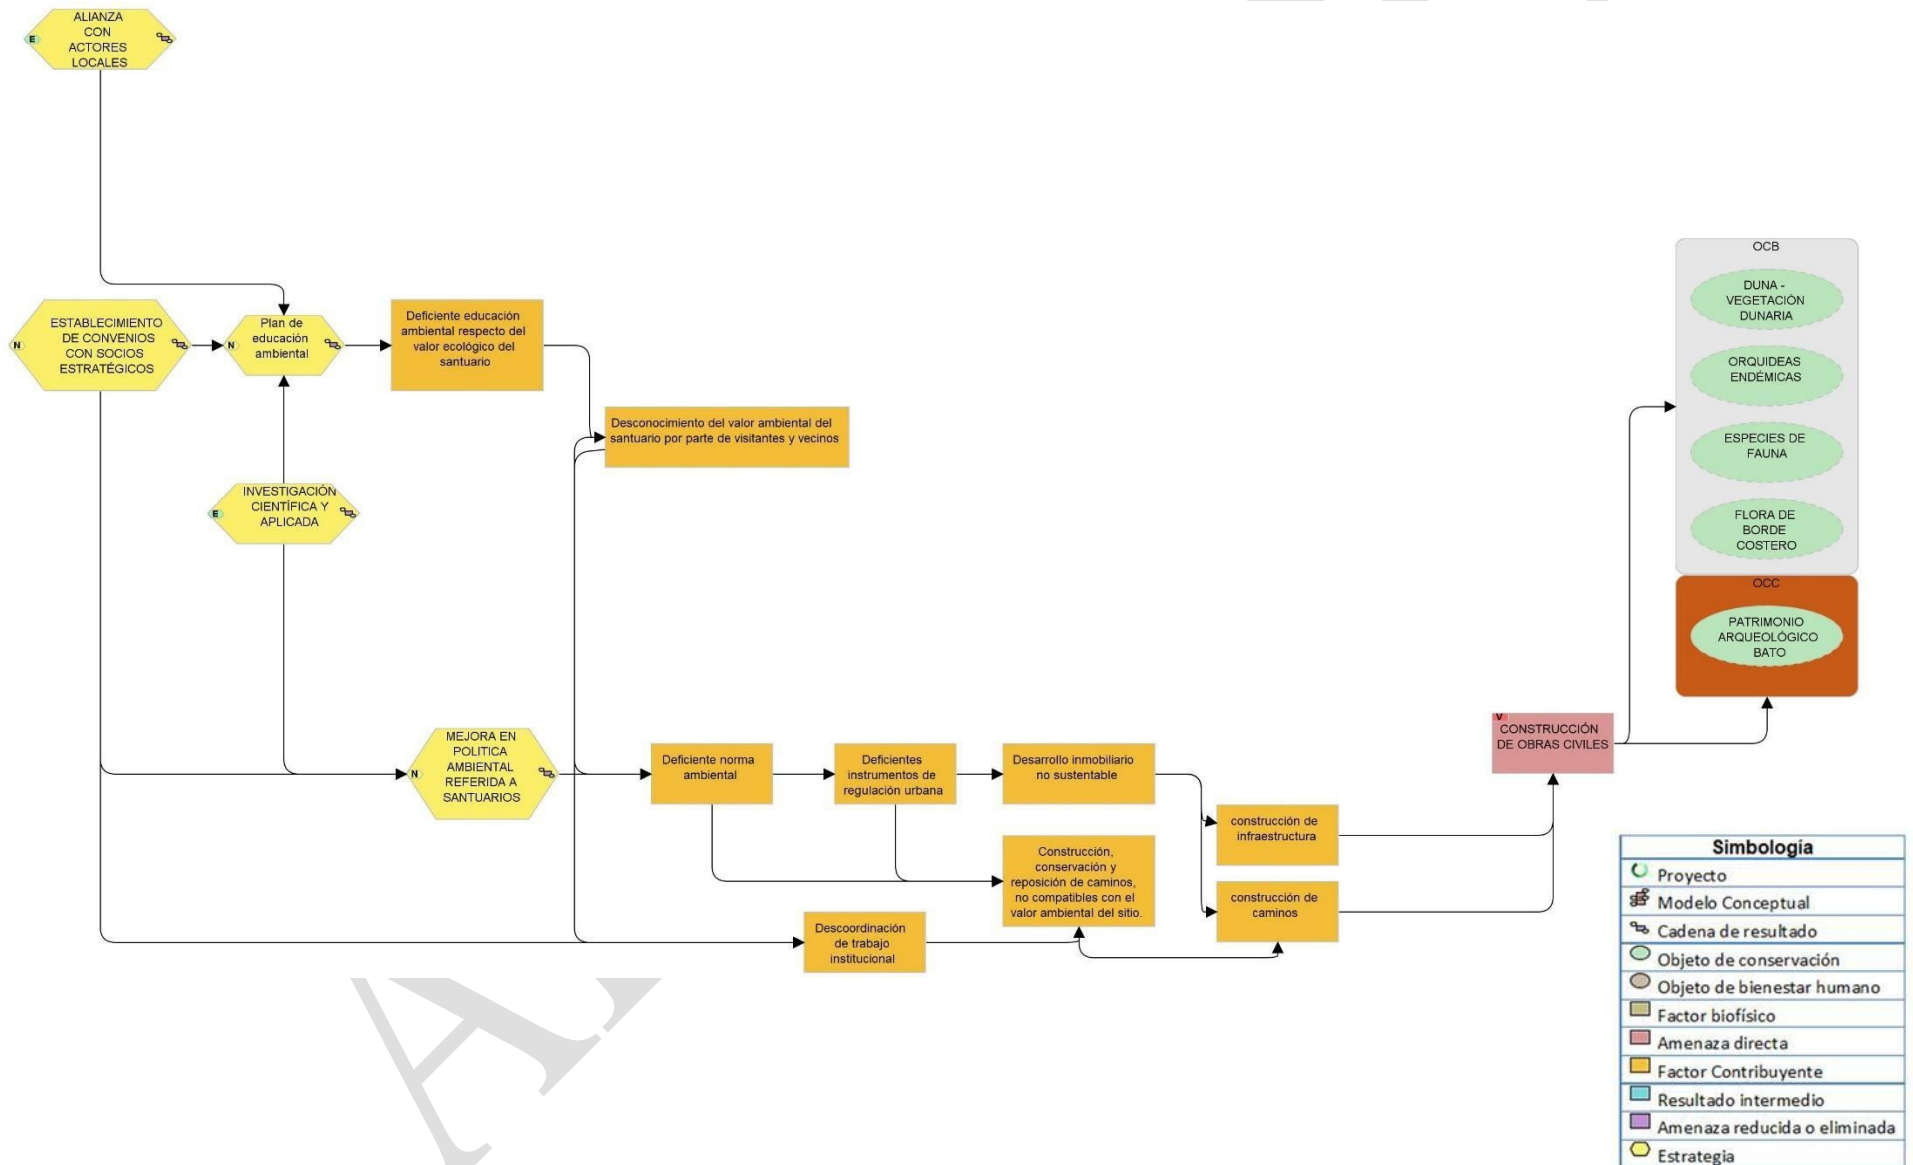 ALIANZA
CON
ACTORES
LOCALES
E
ESTABLECIMIENTO
DE CONVENIOS
CON SOCIOS
ESTRATÉGICOS
N
Plan de
educación
ambiental
N
Deficiente educación
ambiental respecto del
valor ecológico del
santuario
Desconocimiento del valor ambiental del
santuario por parte de visitantes y vecinos
INVESTIGACIÓN
CIENTÍFICA Y
APLICADA
E
MEJORA EN
POLITICA
AMBIENTAL
REFERIDA A
SANTUARIOS
N
Deficiente norma
ambiental
Deficientes
instrumentos de
regulación urbana
Desarrollo inmobiliario
no sustentable
Construcción,
conservación y
reposición de caminos,
no compatibles con el
valor ambiental del sitio.
Descoordinación
de trabajo
institucional
construcción de
infraestructura
construcción de
caminos
V
CONSTRUCCIÓN
DE OBRAS CIVILES
OCB
DUNA -
VEGETACIÓN
DUNARIA
ORQUIDEAS
ENDÉMICAS
ESPECIES DE
FAUNA
FLORA DE
BORDE
COSTERO
OCC
PATRIMONIO
ARQUEOLÓGICO
BATO
Simbología
Proyecto
Modelo Conceptual
Cadena de resultado
Objeto de conservación
Objeto de bienestar humano
Factor biofísico
Amenaza directa
Factor Contribuyente
Resultado intermedio
Amenaza reducida o eliminada
Estrategia